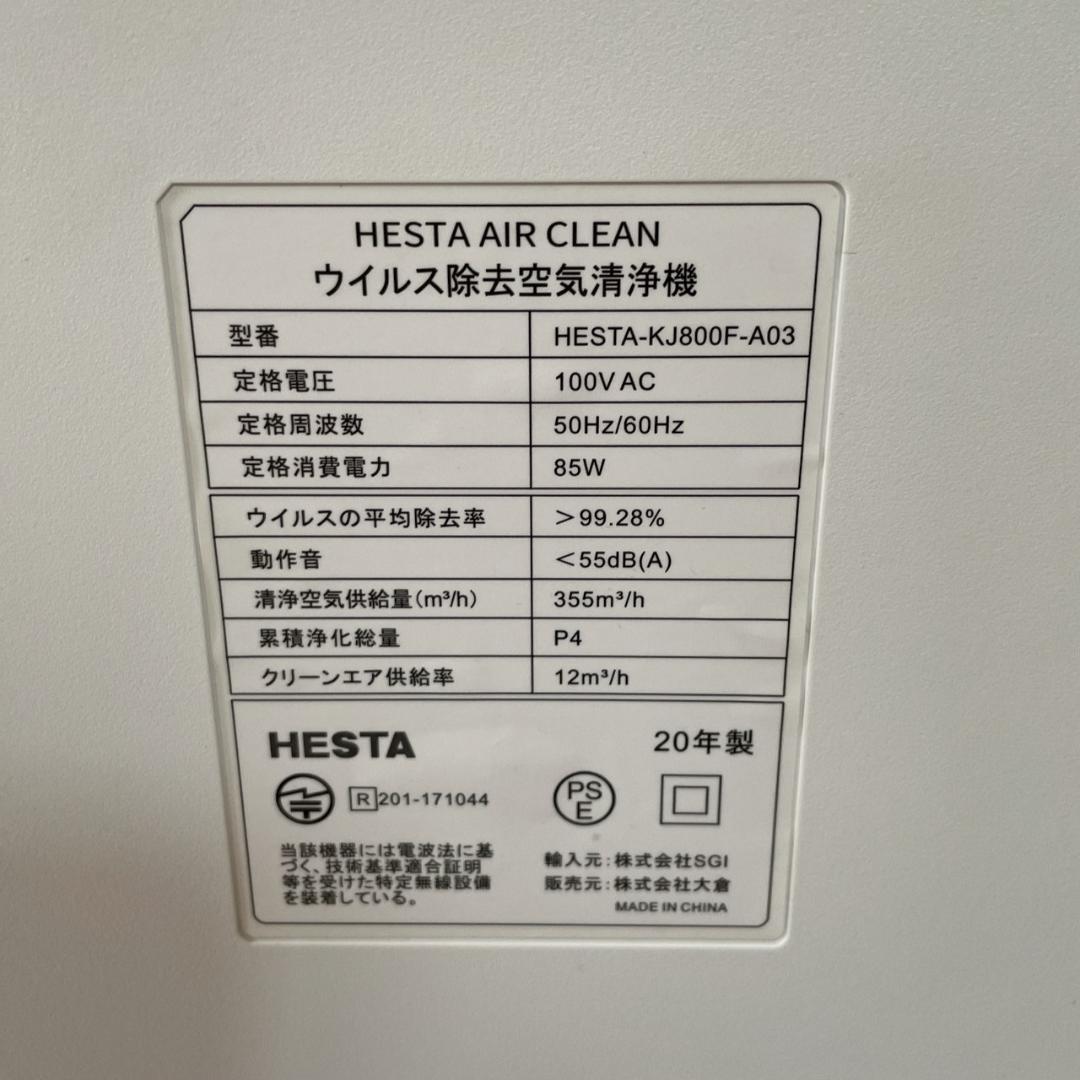 HESTA AIR CLEAN
ウイルス除去空気清浄機
型番 HESTA-KJ800F-A03
定格電圧 100V AC
定格周波数 50Hz/60Hz
定格消費電力 85W
ウイルスの平均除去率 >99.28%
動作音 <55dB(A)
清浄空気供給量(m³/h) 355m³/h
累積浄化総量 P4
クリーンエア供給率 12m³/h
HESTA 20年製
R 201-171044 PSE
当該機器には電波法に基
づく、技術基準適合証明
等を受けた特定無線設備
を装着している。
輸入元:株式会社SGI
販売元:株式会社大倉
MADE IN CHINA